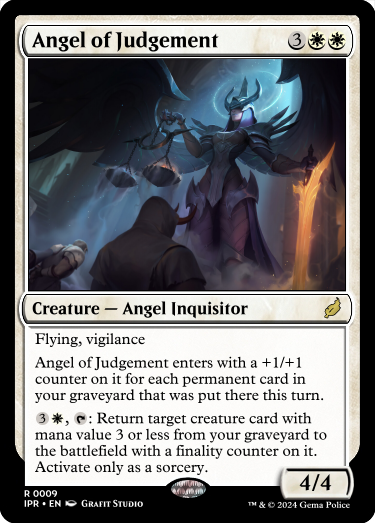 Angel of Judgement 3
Creature — Angel Inquisitor
Flying, vigilance
Angel of Judgement enters with a +1/+1
counter on it for each permanent card in
your graveyard that was put there this turn.
3 , : Return target creature card with
mana value 3 or less from your graveyard to
the battlefield with a finality counter on it.
Activate only as a sorcery.
4/4
R 0009
IPR • EN Grafit Studio
™ & © 2024 Gema Police